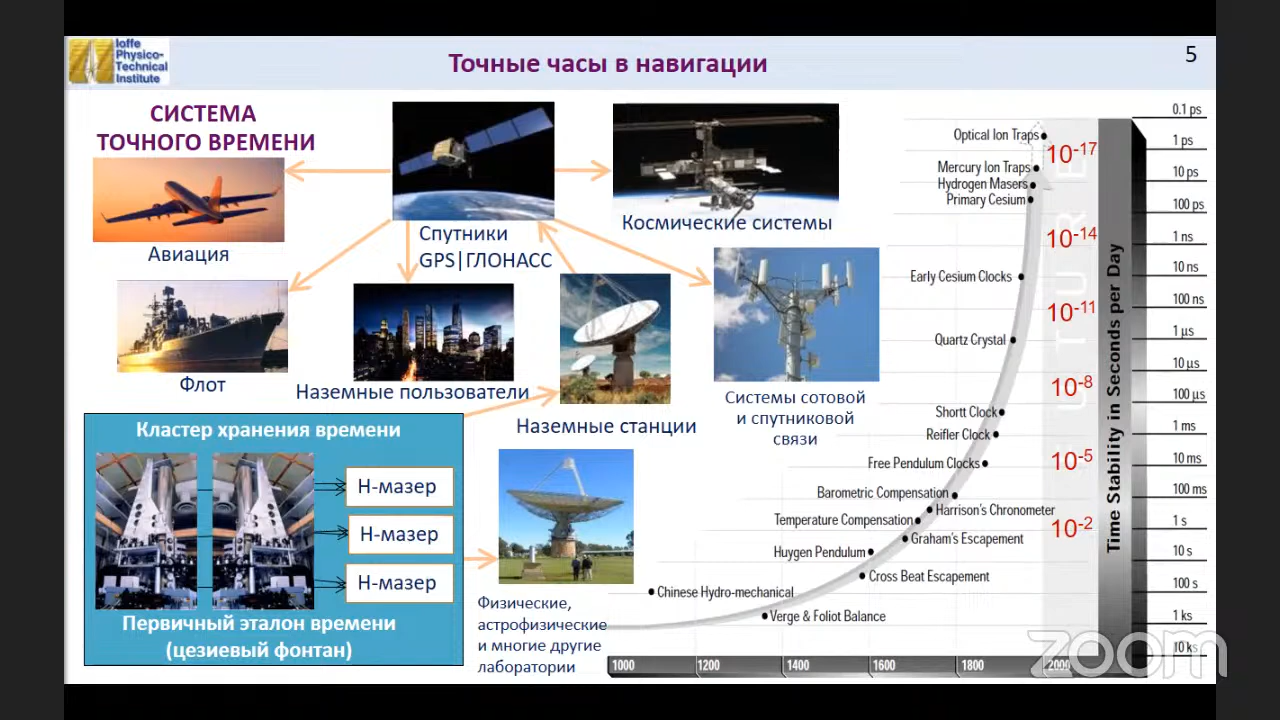 Ioffe
Physico-
Technical
Institute
Точные часы в навигации
5
СИСТЕМА
ТОЧНОГО ВРЕМЕНИ
Авиация
Спутники
GPS|ГЛОНАСС
Космические системы
Флот
Наземные пользователи
Наземные станции
Системы сотовой
и спутниковой
связи
Кластер хранения времени
Н-мазер
Н-мазер
Н-мазер
Первичный эталон времени
(цезиевый фонтан)
Физические,
астрофизические
и многие другие
лаборатории
Optical Ion Traps
Mercury Ion Traps
Hydrogen Masers
Primary Cesium
Early Cesium Clocks
Quartz Crystal
Shortt Clock
Reifler Clock
Free Pendulum Clocks
Barometric Compensation
Harrison's Chronometer
Temperature Compensation
Graham's Escapement
Huygen Pendulum
Cross Beat Escapement
Chinese Hydro-mechanical
Verge & Foliot Balance
10-17
10-14
10-11
10-8
10-5
10-2
Time Stability in Seconds per Day
0.1 ps
1 ps
10 ps
100 ps
1 ns
10 ns
100 ns
1 µs
10 µs
100 µs
1 ms
10 ms
100 ms
1 s
10 s
100 s
1 ks
10 ks
1000
1200
1400
1600
1800
2000
zoom